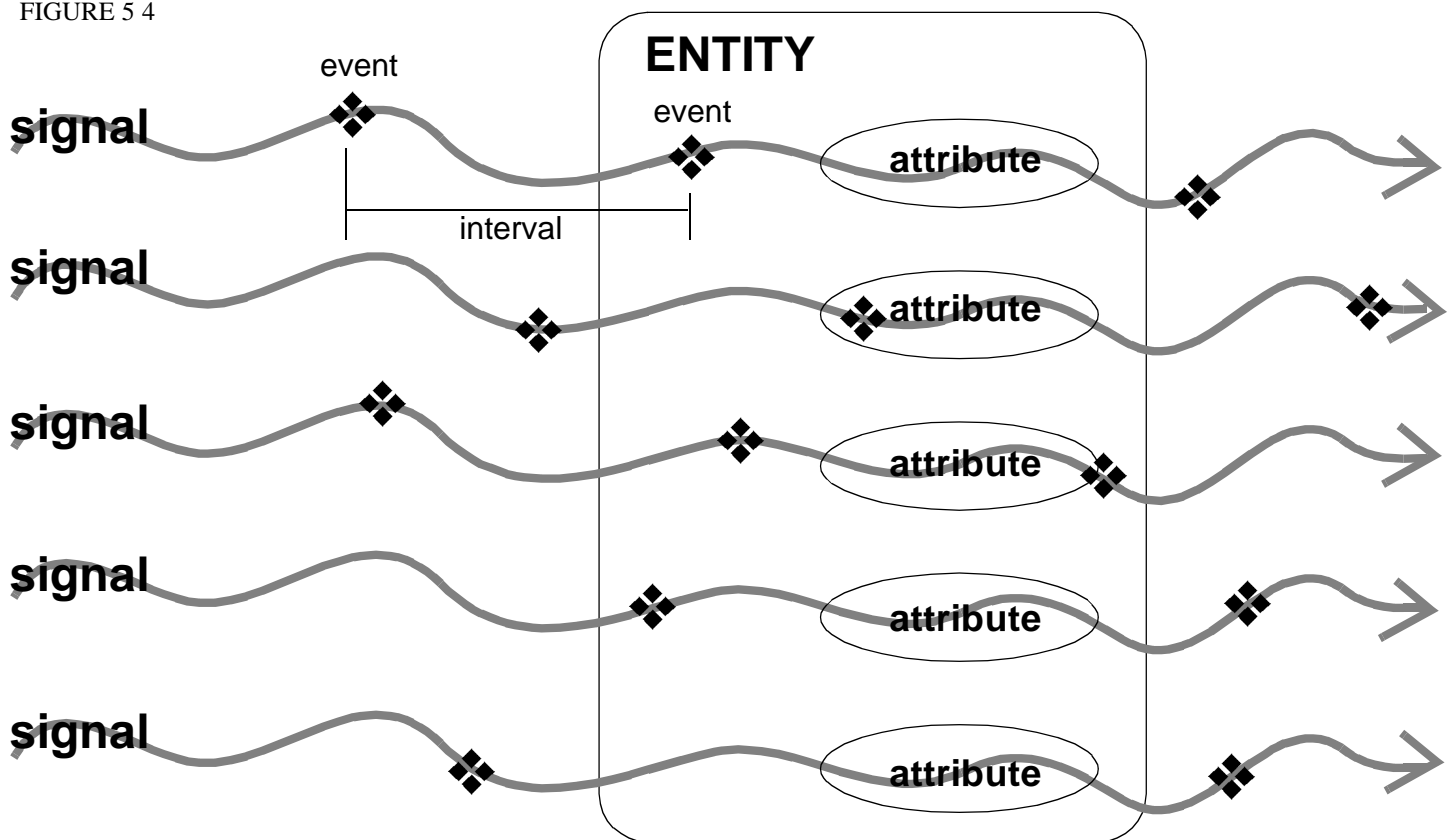 FIGURE 5 4
ENTITY
event
event
signal
attribute
interval
signal
attribute
signal
attribute
signal
attribute
signal
attribute